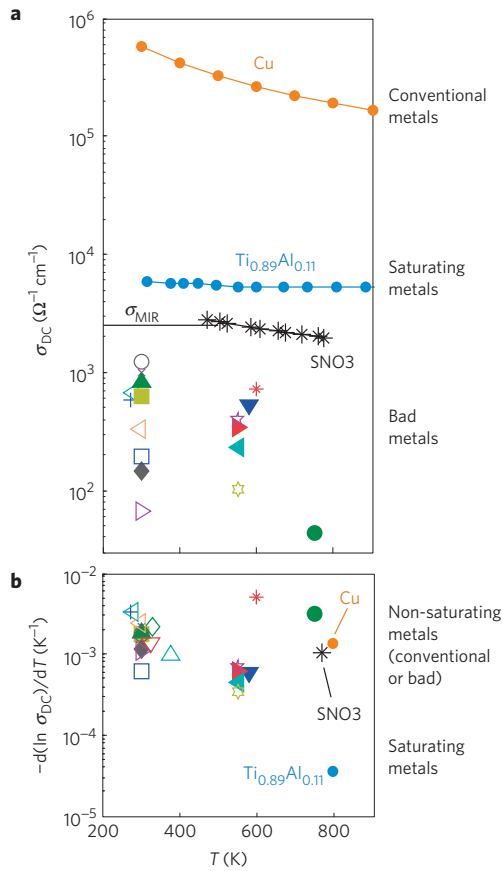 a
10⁶
Cu
Conventional
metals
10⁵
10⁴
Ti₀.₈₉Al₀.₁₁
Saturating
metals
σMIR
SNO3
σDC (Ω⁻¹ cm⁻¹)
10³
Bad
metals
10²
b
10⁻²
Cu
Non-saturating
metals
(conventional
or bad)
10⁻³
SNO3
−d(ln σDC)/dT (K⁻¹)
10⁻⁴
Ti₀.₈₉Al₀.₁₁
Saturating
metals
10⁻⁵
200 400 600 800
T (K)